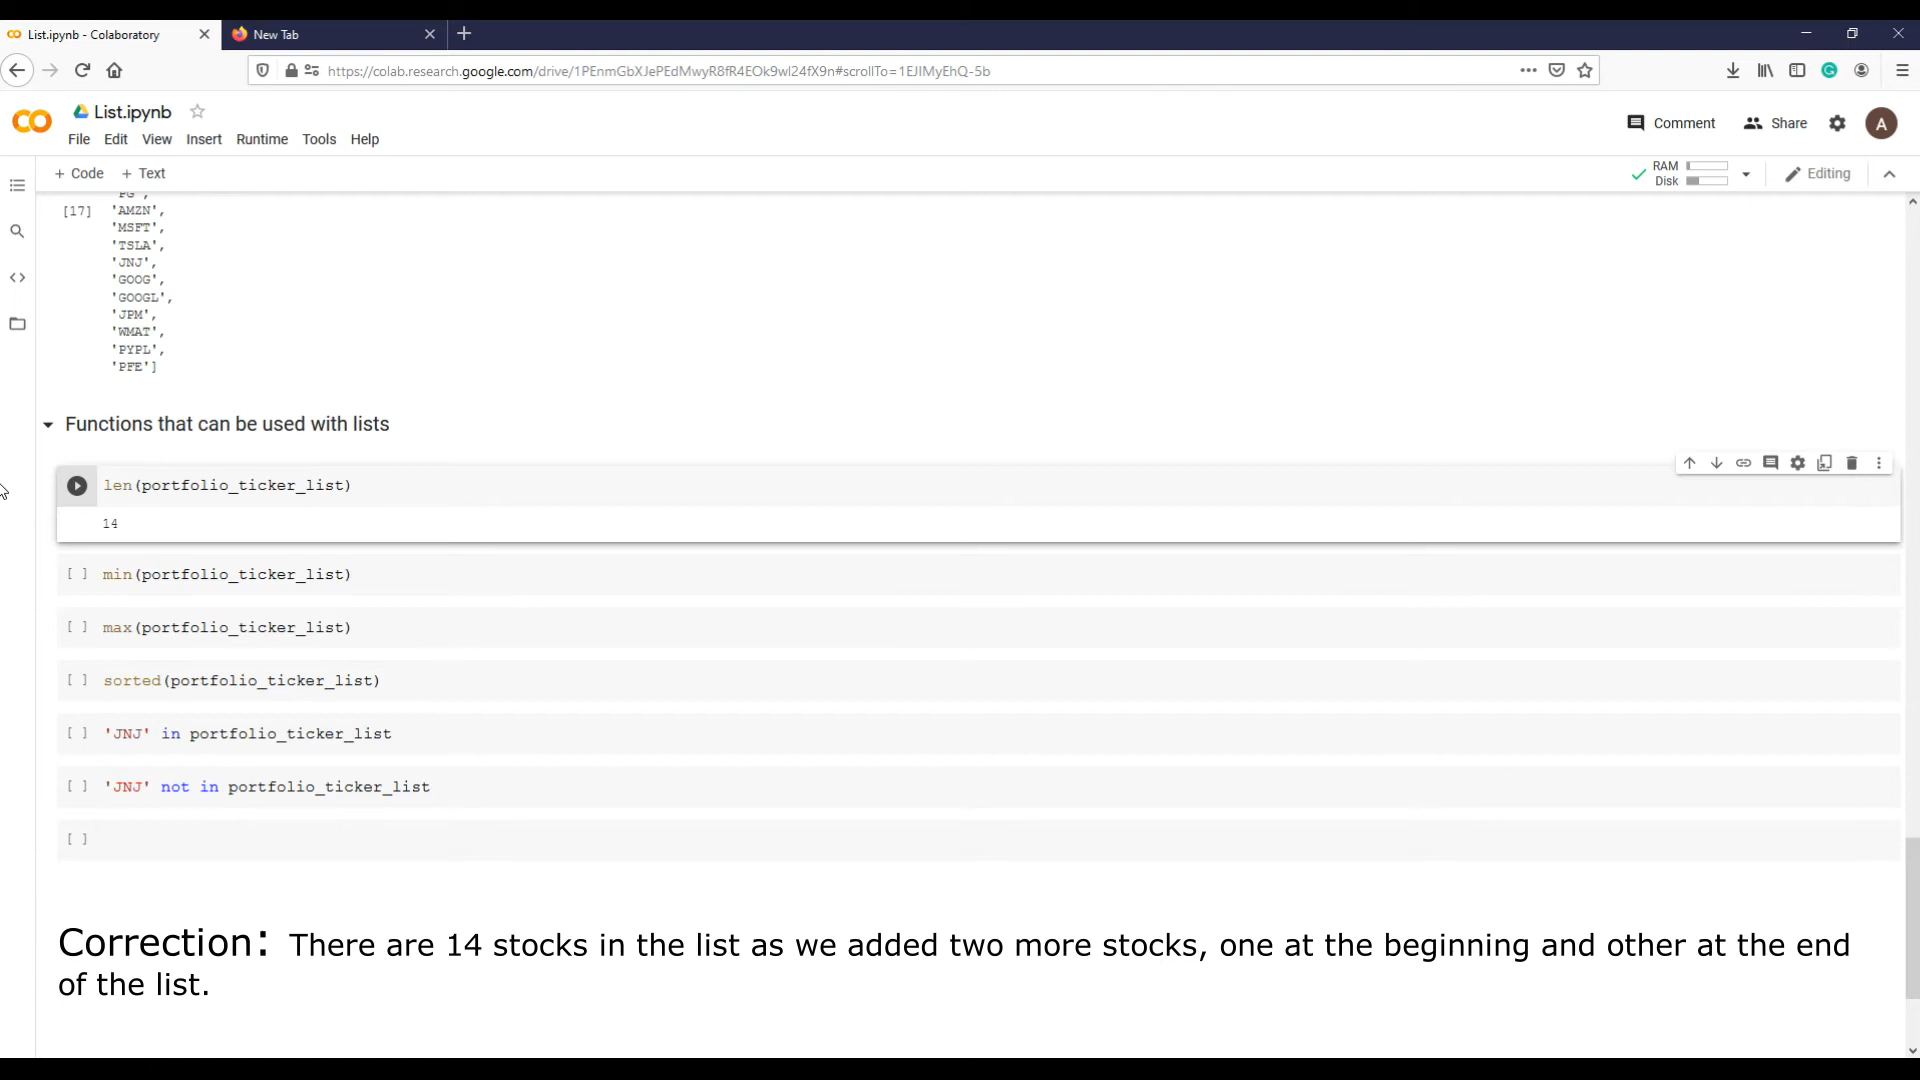 List.ipynb - Colaboratory
New Tab
https://colab.research.google.com/drive/1PEnmGbXJePEdMwyR8fR4EOk9wl24fX9n#scrollTo=1EJIMyEhQ-5b
List.ipynb
File Edit View Insert Runtime Tools Help
Comment Share A
+ Code + Text
RAM
Disk
Editing
'PG',
[17] 'AMZN',
'MSFT',
'TSLA',
'JNJ',
'GOOG',
'GOOGL',
'JPM',
'WMAT',
'PYPL',
'PFE']
Functions that can be used with lists
len(portfolio_ticker_list)
14
[ ] min(portfolio_ticker_list)
[ ] max(portfolio_ticker_list)
[ ] sorted(portfolio_ticker_list)
[ ] 'JNJ' in portfolio_ticker_list
[ ] 'JNJ' not in portfolio_ticker_list
[ ]
Correction: There are 14 stocks in the list as we added two more stocks, one at the beginning and other at the end
of the list.